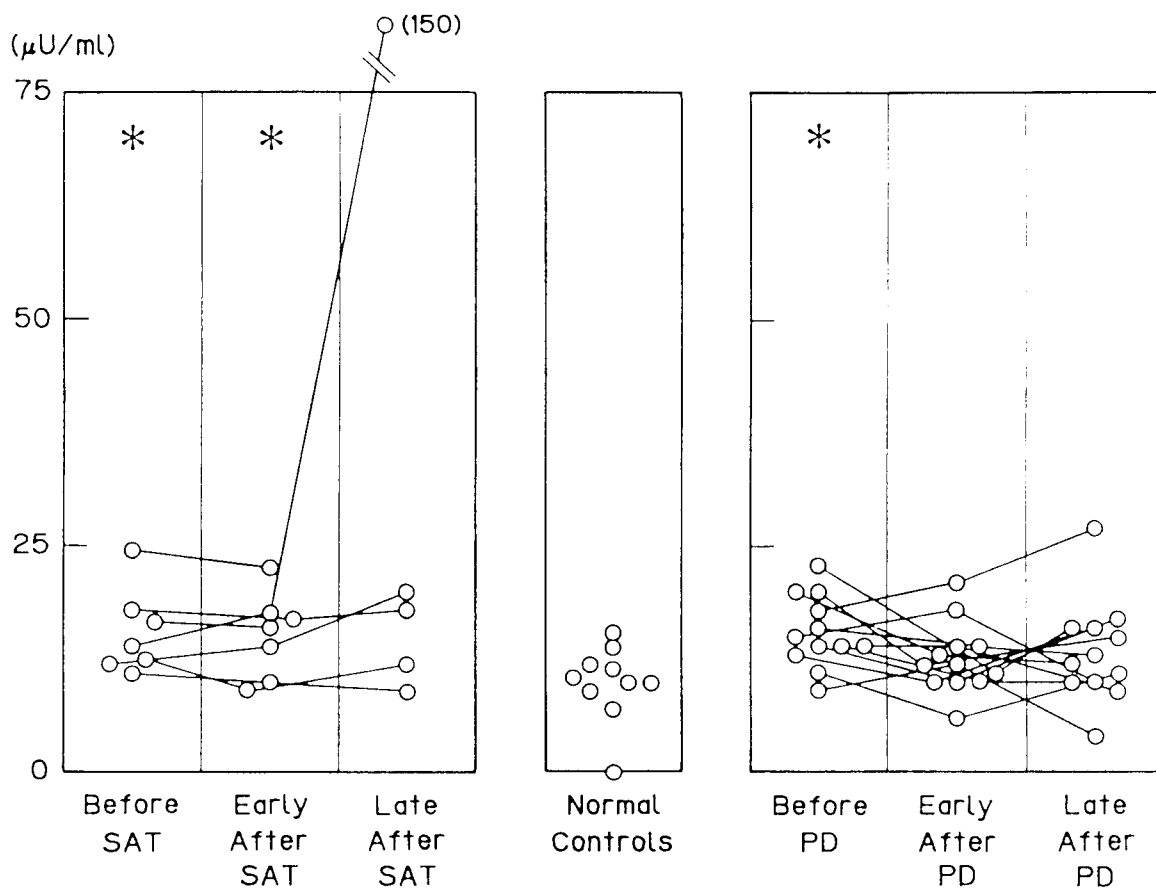 (150)
(μU/ml)
75
* * *
50
25
0
Before Early Late Normal Before Early Late
SAT After After Controls PD After After
SAT SAT PD PD